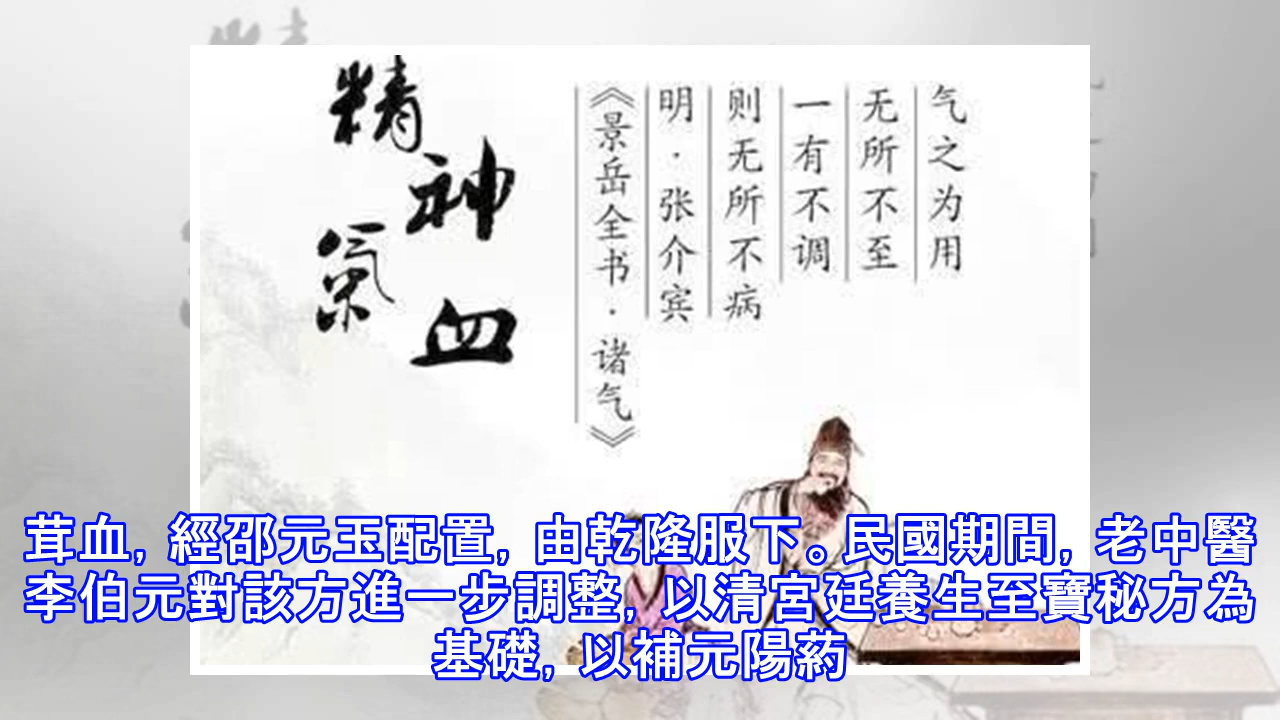 精
神
氣
血
气之为用
无所不至
一有不调
则无所不病
明·张介宾
《景岳全书·诸气》
茸血, 經邵元玉配置, 由乾隆服下。民國期間, 老中醫
李伯元對該方進一步調整, 以清宮廷養生至寶秘方為
基礎, 以補元陽葯